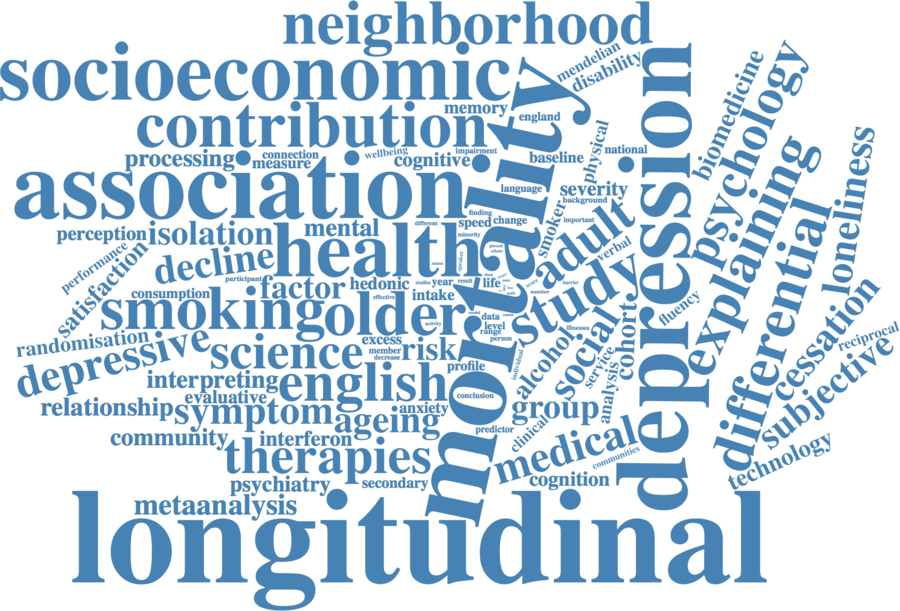 neighborhood
mendelian
socioeconomic
disability
memory
contribution
england
physical
biomedicine
psychology
processing
connection
measure
wellbeing
impairment
cognitive
baseline
national
association
mortality
language
severity
background
depression
explaining
loneliness
perception
isolation
mental
different
finding
speed
change
minority
smoker
important
adult
verbal
performance
satisfaction
decline
health
speaker
participant
factor
hedonic
studies
year
result
life
score
number
barrier
study
differential
consumption
smoking
older
effective
intake
activity
data
level
range
person
illnesses
fluency
cohort
social
alcohol
randomisation
depressive
science
excess
member
decrease
risk
profile
individual
service
analysis
cessation
reciprocal
subjective
interpreting
evaluative
english
conclusion
relationship
symptom
ageing
anxiety
group
predictor
clinical
community
interferon
therapies
medical
communities
technology
psychiatry
secondary
cognition
metaanalysis
longitudinal